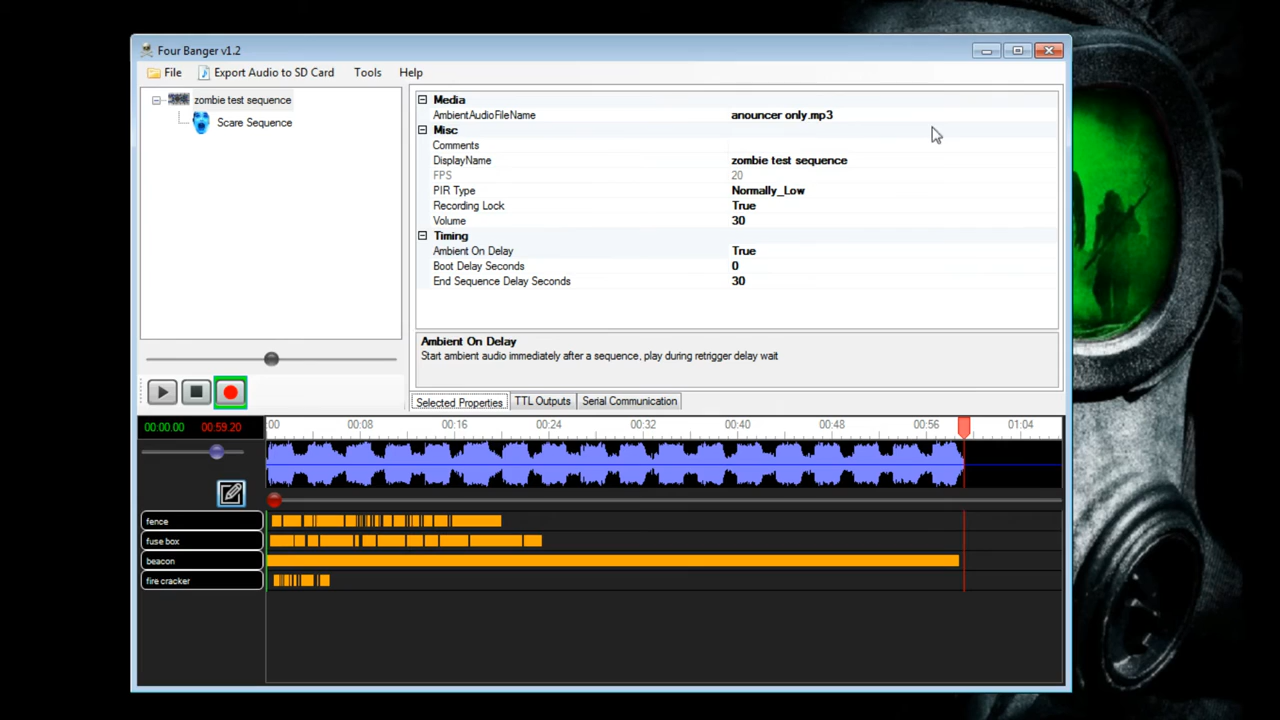 Four Banger v1.2
File Export Audio to SD Card Tools Help
zombie test sequence
Scare Sequence
Media
AmbientAudioFileName anouncer only.mp3
Misc
Comments
DisplayName zombie test sequence
FPS 20
PIR Type Normally_Low
Recording Lock True
Volume 30
Timing
Ambient On Delay True
Boot Delay Seconds 0
End Sequence Delay Seconds 30
Ambient On Delay
Start ambient audio immediately after a sequence, play during retrigger delay wait
Selected Properties TTL Outputs Serial Communication
00:00.00 00:59.20 :00 00:08 00:16 00:24 00:32 00:40 00:48 00:56 01:04
fence
fuse box
beacon
fire cracker